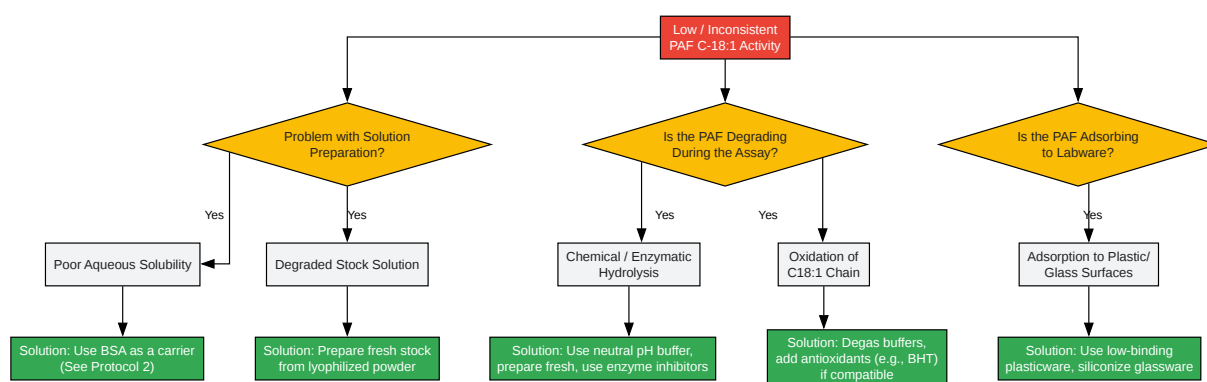 Low / Inconsistent
PAF C-18:1 Activity
Problem with Solution
Preparation?
Is the PAF Degrading
During the Assay?
Is the PAF Adsorbing
to Labware?
Yes
Yes
Yes
Yes
Yes
Poor Aqueous Solubility
Degraded Stock Solution
Chemical / Enzymatic
Hydrolysis
Oxidation of
C18:1 Chain
Adsorption to Plastic/
Glass Surfaces
Solution: Use BSA as a carrier
(See Protocol 2)
Solution: Prepare fresh stock
from lyophilized powder
Solution: Use neutral pH buffer,
prepare fresh, use enzyme inhibitors
Solution: Degas buffers,
add antioxidants (e.g., BHT)
if compatible
Solution: Use low-binding
plasticware, siliconize glassware